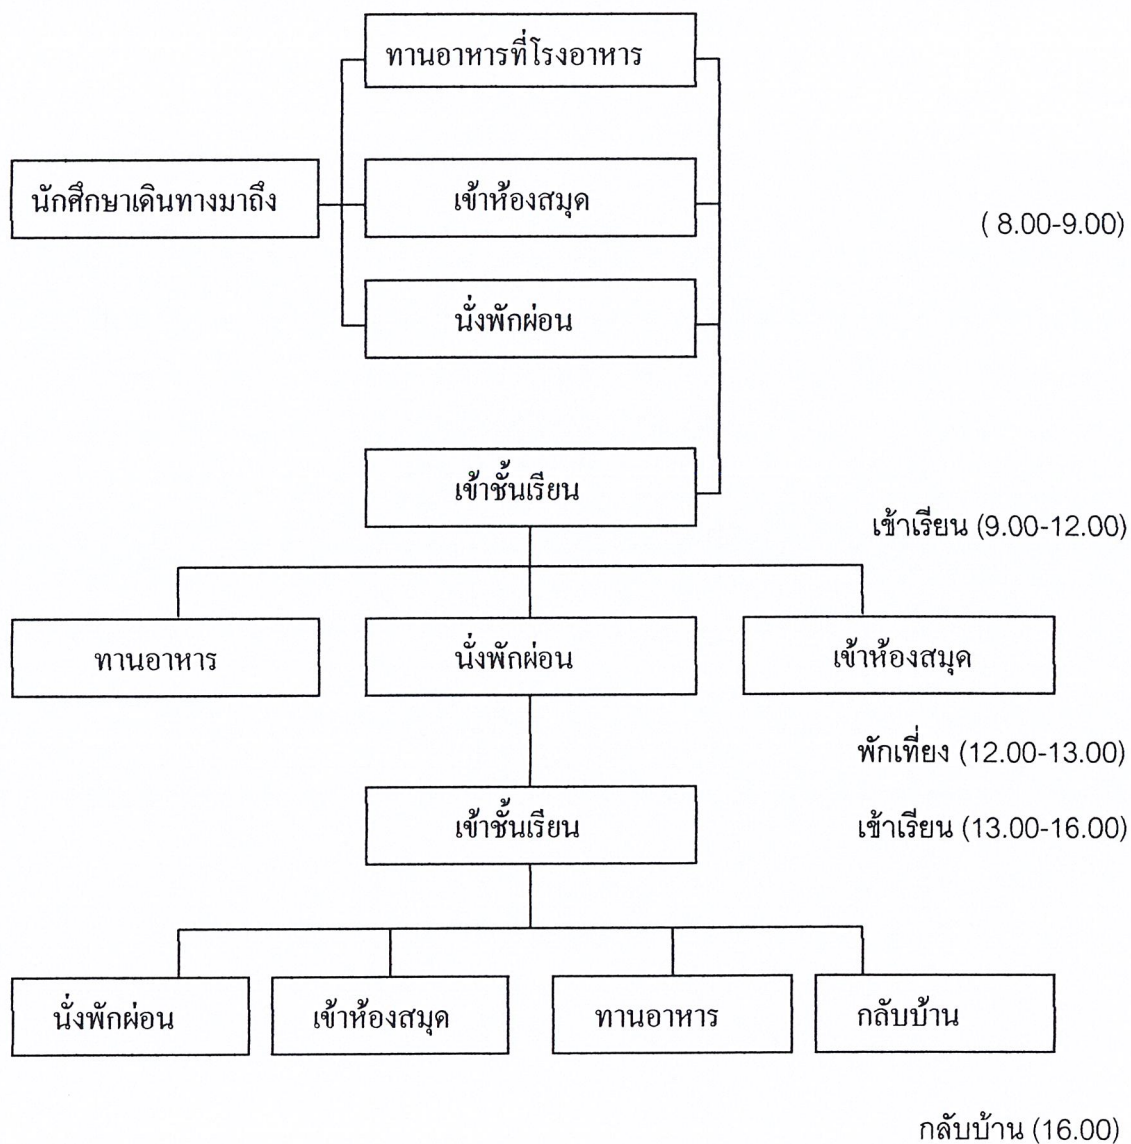 ทานอาหารที่โรงอาหาร
นักศึกษาเดินทางมาถึง
เข้าห้องสมุด
( 8.00-9.00)
นั่งพักผ่อน
เข้าชั้นเรียน
เข้าเรียน (9.00-12.00)
ทานอาหาร
นั่งพักผ่อน
เข้าห้องสมุด
พักเที่ยง (12.00-13.00)
เข้าชั้นเรียน
เข้าเรียน (13.00-16.00)
นั่งพักผ่อน
เข้าห้องสมุด
ทานอาหาร
กลับบ้าน
กลับบ้าน (16.00)